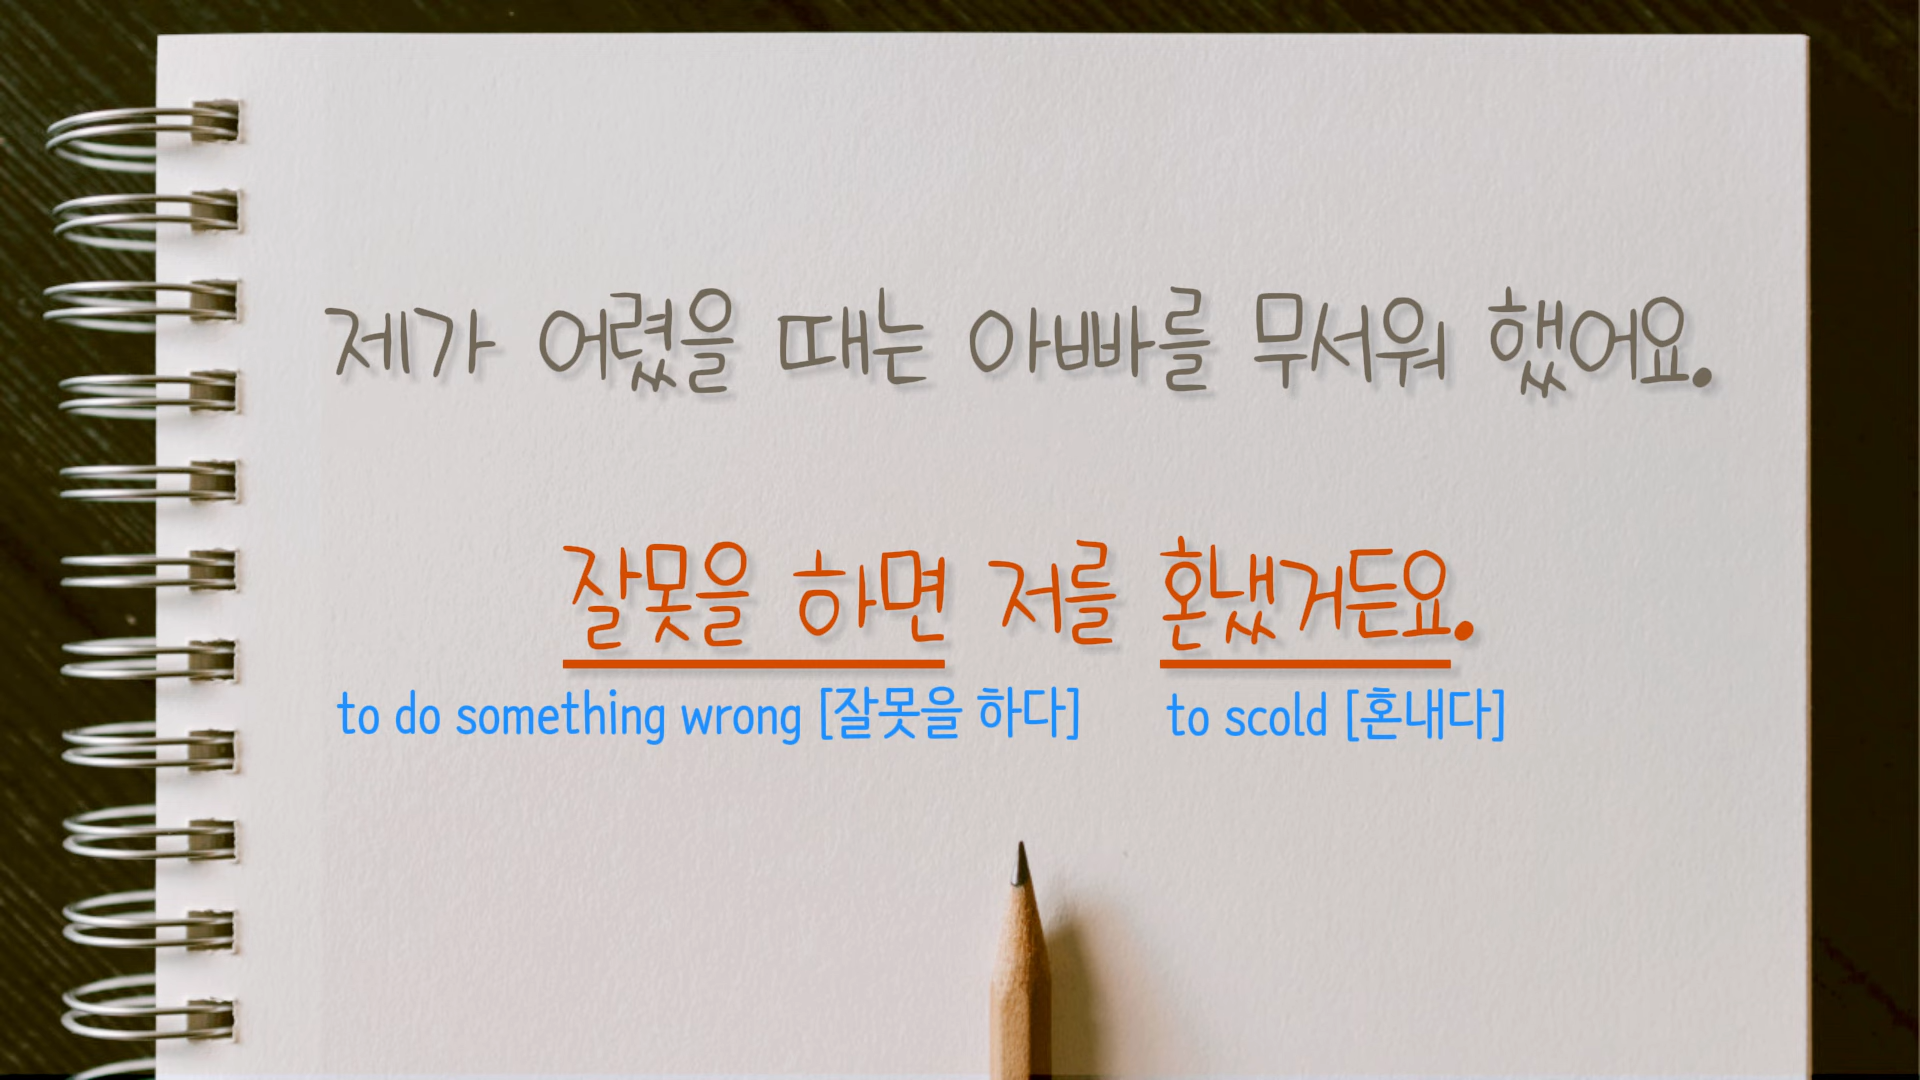 제가 어렸을 때는 아빠를 무서워 했어요.
잘못을 하면 저를 혼냈거든요.
to do something wrong [잘못을 하다] to scold [혼내다]